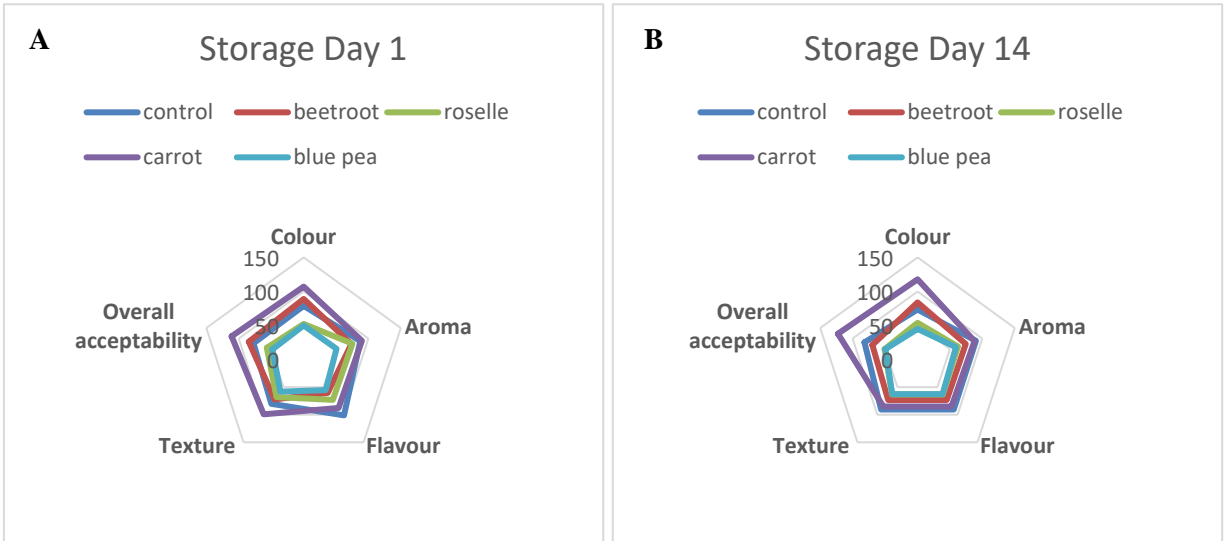 A
Storage Day 1
control
beetroot
roselle
carrot
blue pea
Colour
150
100
50
0
Aroma
Flavour
Texture
Overall
acceptability
B
Storage Day 14
control
beetroot
roselle
carrot
blue pea
Colour
150
100
50
0
Aroma
Flavour
Texture
Overall
acceptability